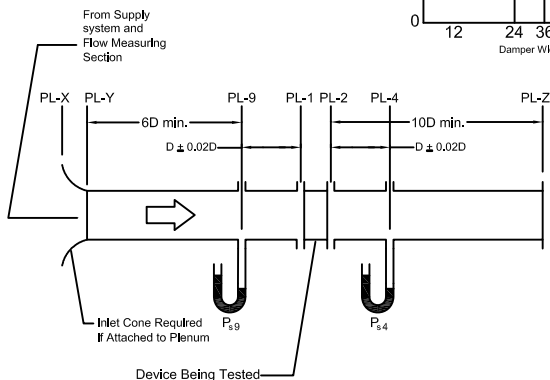 From Supply
system and
Flow Measuring
Section
0
12 24 36
Damper Wi
PL-X PL-Y PL-9 PL-1 PL-2 PL-4 PL-Z
6D min. 10D min.
D ± 0.02D D ± 0.02D
Ps9 Ps4
Inlet Cone Required
If Attached to Plenum
Device Being Tested